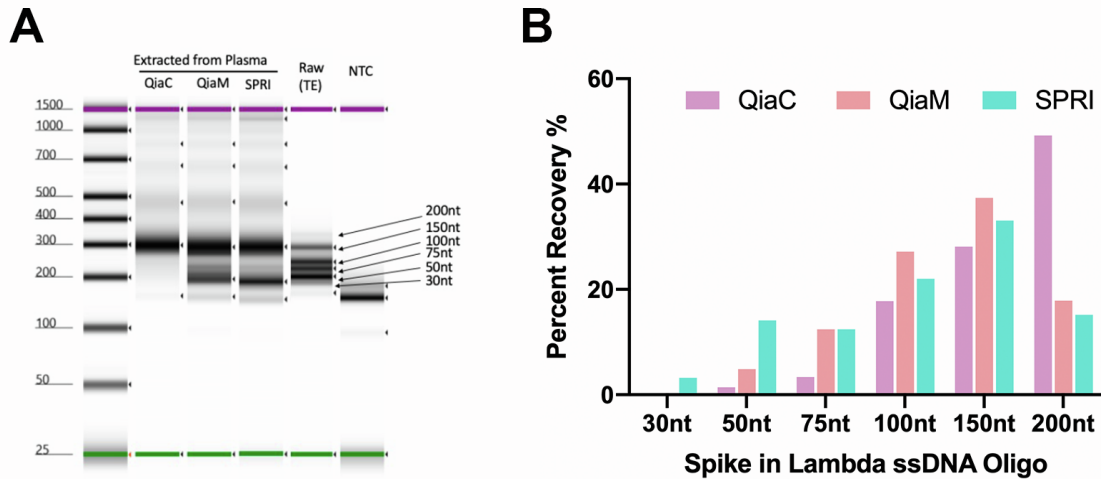 A
Extracted from Plasma
QiaC QiaM SPRI Raw (TE) NTC
1500
1000
700
500
400
300
200
100
50
25
200nt
150nt
100nt
75nt
50nt
30nt
B
QiaC QiaM SPRI
Percent Recovery %
60
40
20
0
30nt 50nt 75nt 100nt 150nt 200nt
Spike in Lambda ssDNA Oligo